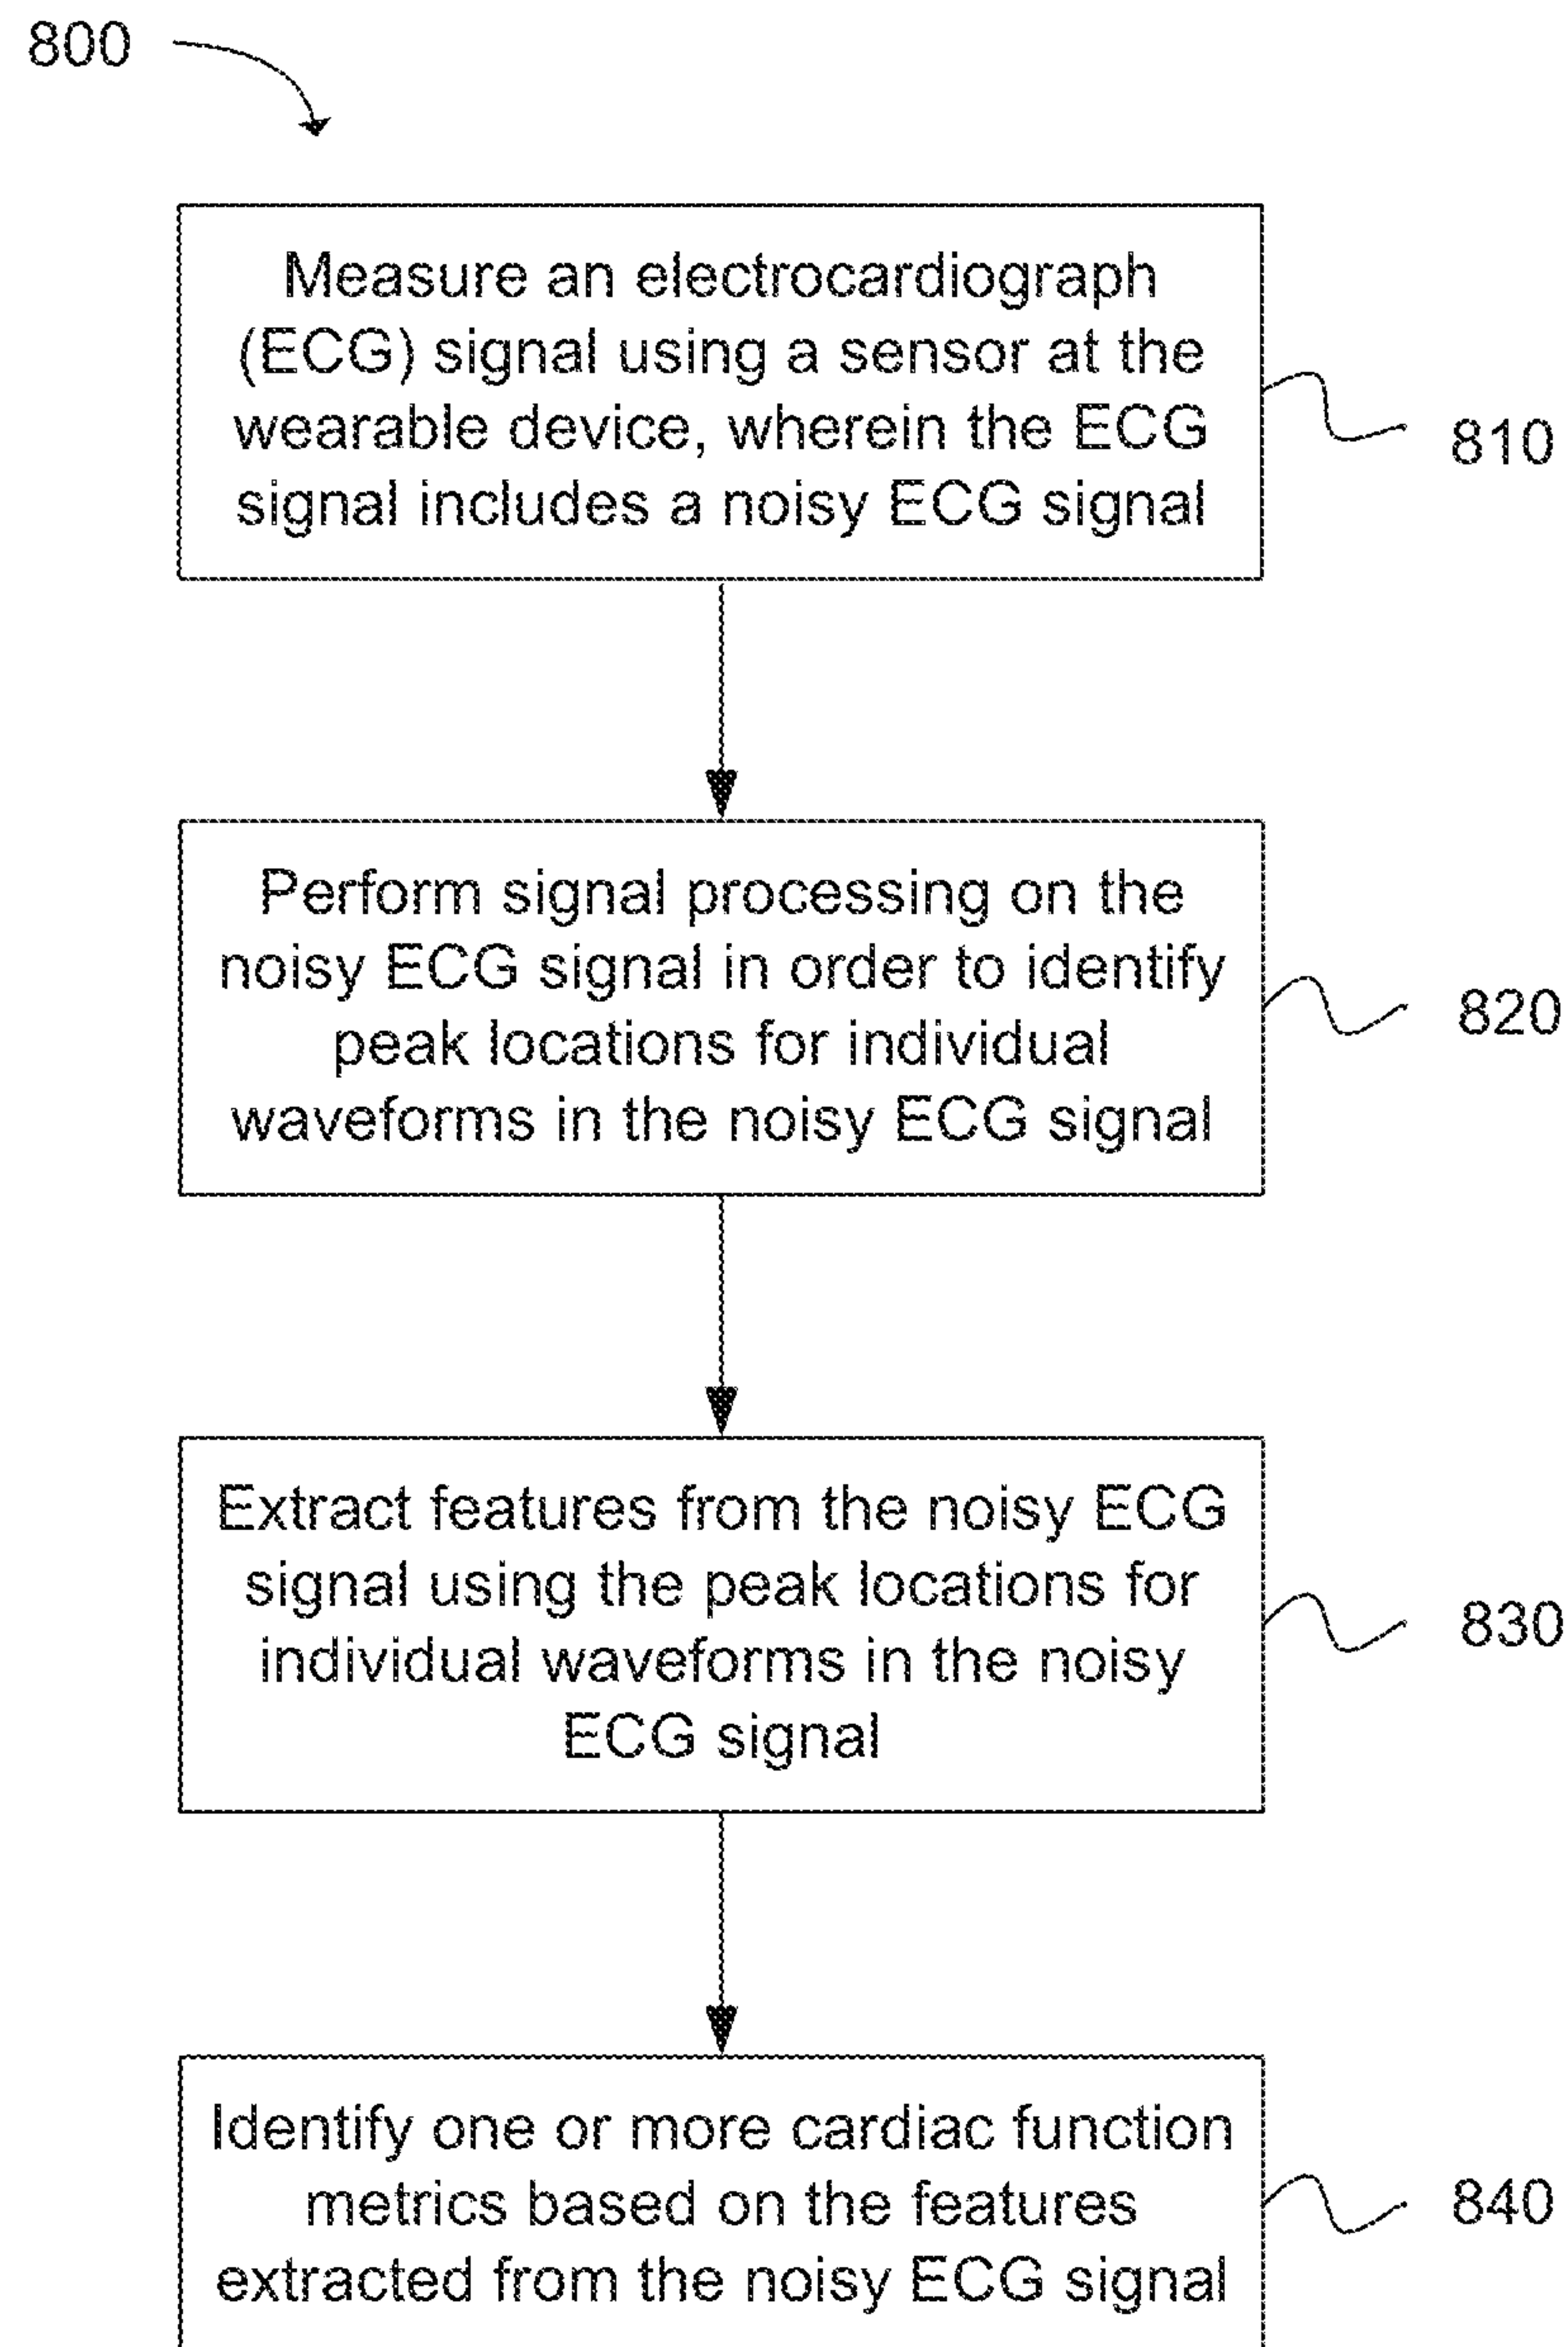 800
Measure an electrocardiograph
(ECG) signal using a sensor at the
wearable device, wherein the ECG
signal includes a noisy ECG signal
810
Perform signal processing on the
noisy ECG signal in order to identify
peak locations for individual
waveforms in the noisy ECG signal
820
Extract features from the noisy ECG
signal using the peak locations for
individual waveforms in the noisy
ECG signal
830
Identify one or more cardiac function
metrics based on the features
extracted from the noisy ECG signal
840